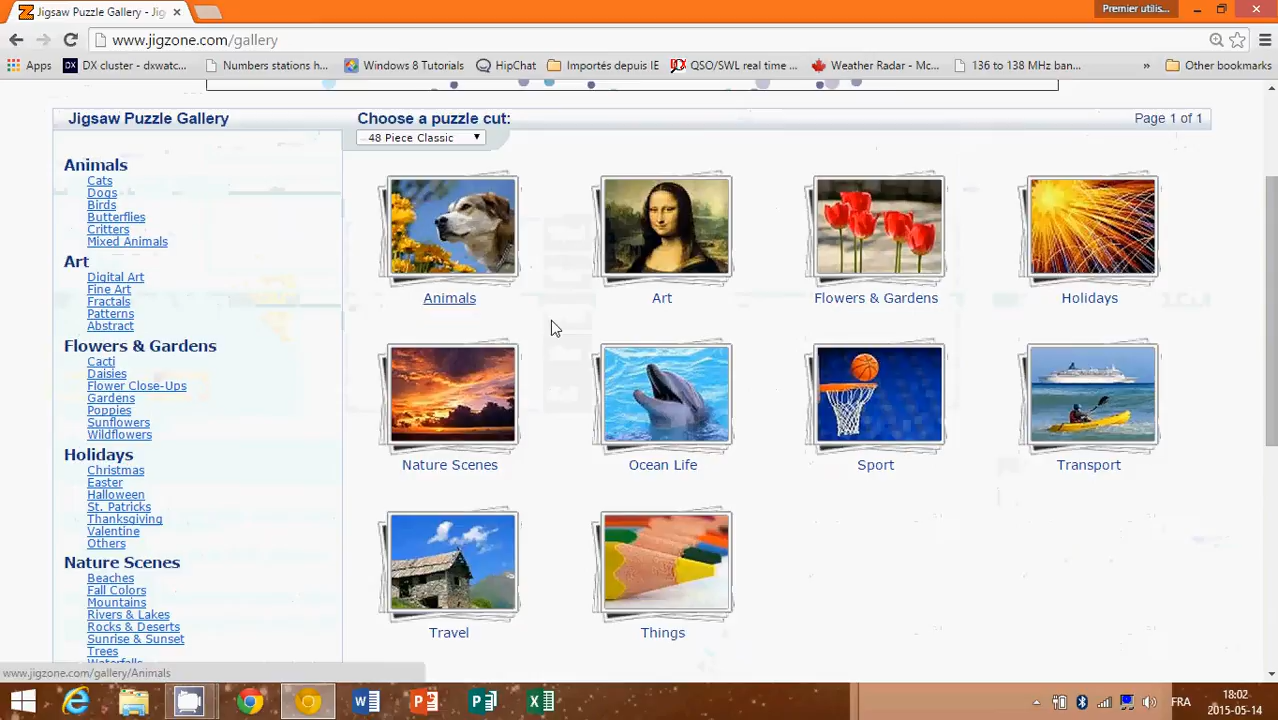 Jigsaw Puzzle Gallery - Jig
Premier utilis...
www.jigzone.com/gallery
Apps DX cluster - dxwatc... Numbers stations h... Windows 8 & Tutorials HipChat Importés depuis IE QSO/SWL real time ... Weather Radar - Mc... 136 to 138 MHz ban... » Other bookmarks
Jigsaw Puzzle Gallery
Choose a puzzle cut:
Page 1 of 1
48 Piece Classic
Animals
Cats
Dogs
Birds
Butterflies
Critters
Mixed Animals
Art
Digital Art
Fine Art
Fractals
Patterns
Abstract
Flowers & Gardens
Cacti
Daisies
Flower Close-Ups
Gardens
Poppies
Sunflowers
Wildflowers
Holidays
Christmas
Easter
Halloween
St. Patricks
Thanksgiving
Valentine
Others
Nature Scenes
Beaches
Fall Colors
Mountains
Rivers & Lakes
Rocks & Deserts
Sunrise & Sunset
Trees
Waterfalls
Animals Art Flowers & Gardens Holidays
Nature Scenes Ocean Life Sport Transport
Travel Things
www.jigzone.com/gallery/Animals
FRA
18:02
2015-05-14